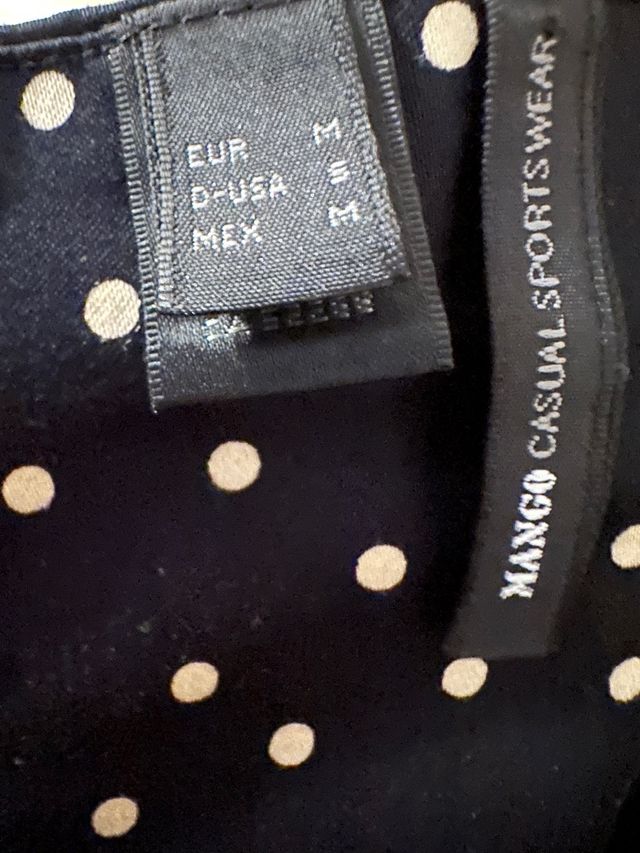 EUR M
D-USA S
MEX M
MANGO CASUAL SPORTSWEAR